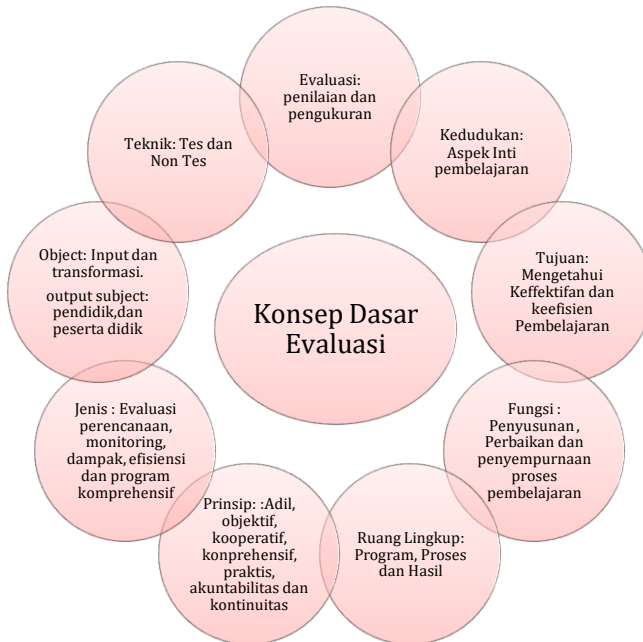 Evaluasi:
penilaian dan
pengukuran
Kedudukan:
Aspek Inti
pembelajaran
Tujuan:
Mengetahui
Keffektifan dan
keefisien
Pembelajaran
Fungsi :
Penyusunan ,
Perbaikan dan
penyempurnaan
proses
pembelajaran
Ruang Lingkup:
Program, Proses
dan Hasil
Prinsip: :Adil,
objektif,
kooperatif,
konprehensif,
praktis,
akuntabilitas dan
kontinuitas
Jenis : Evaluasi
perencanaan,
monitoring,
dampak, efisiensi
dan program
komprehensif
Object: Input dan
transformasi.
output subject:
pendidik,dan
peserta didik
Teknik: Tes dan
Non Tes
Konsep Dasar
Evaluasi